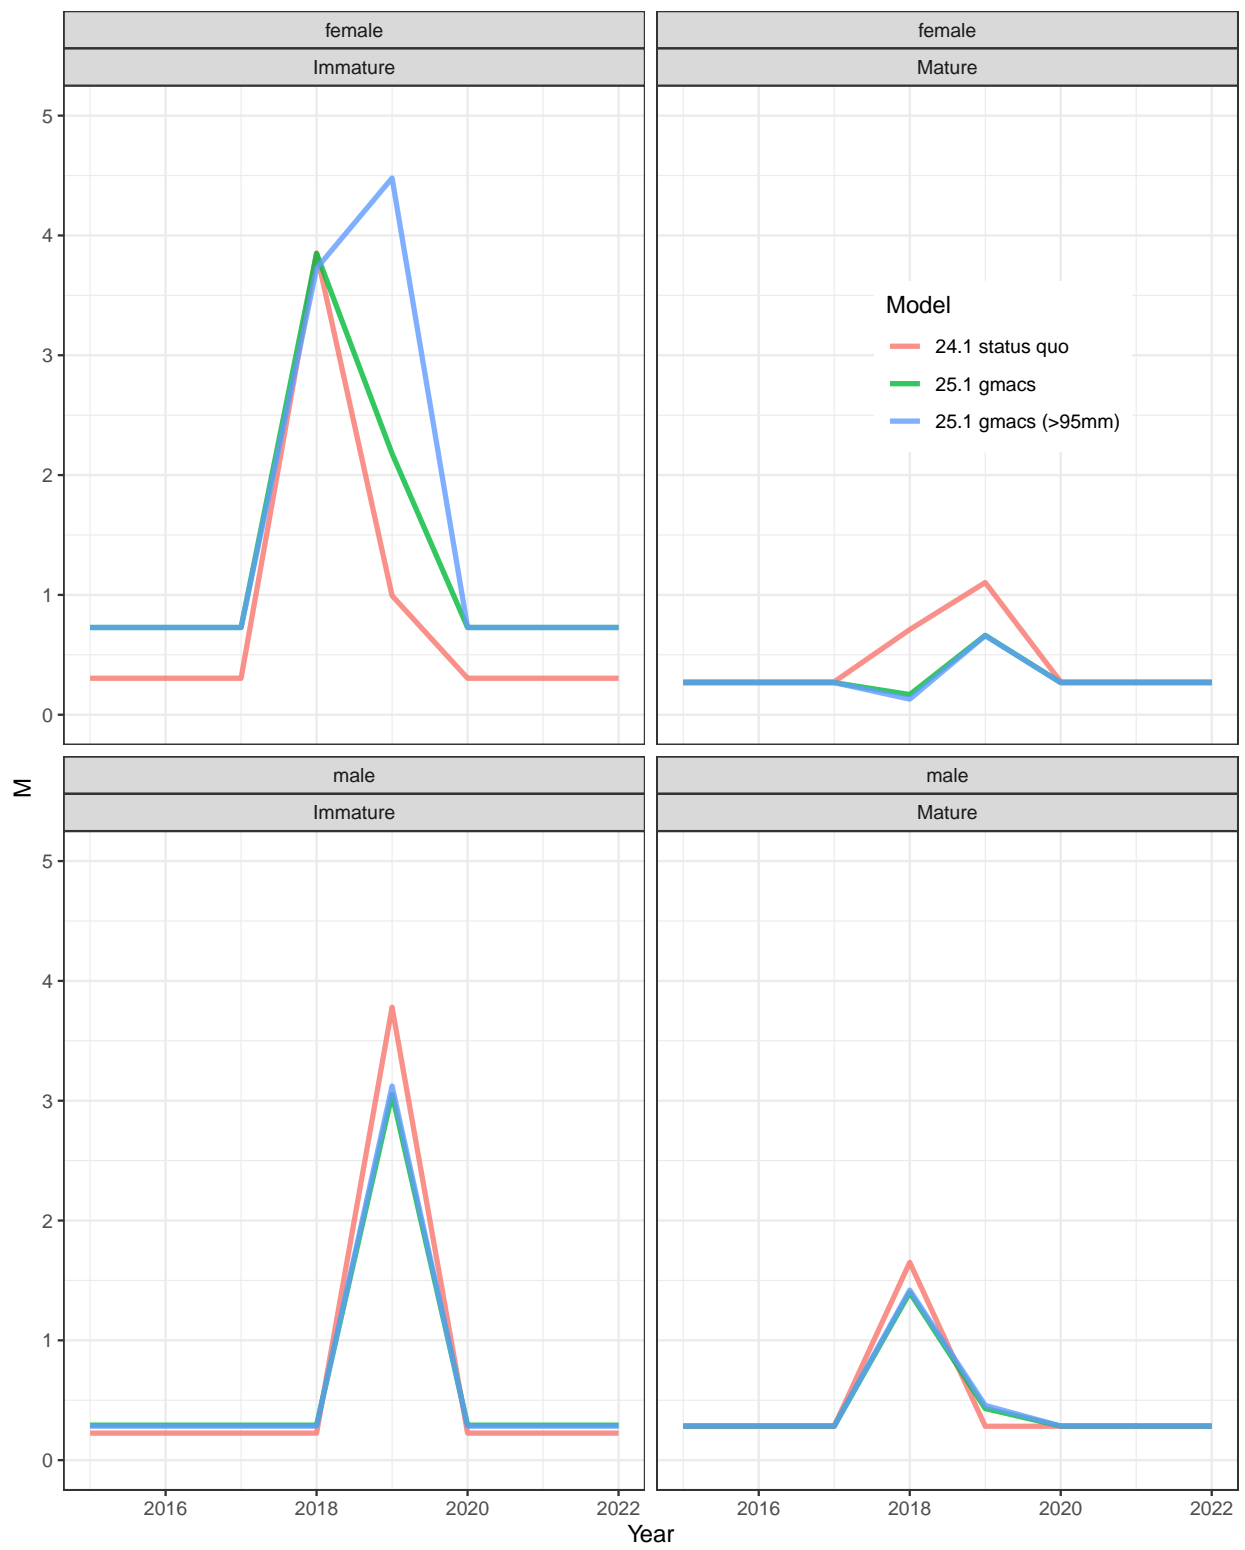 female
female
Immature
Mature
5
4
3
2
1
0
Model
24.1 status quo
25.1 gmacs
25.1 gmacs (>95mm)
M
male
male
Immature
Mature
5
4
3
2
1
0
2016
2018
2020
2022
2016
2018
2020
2022
Year